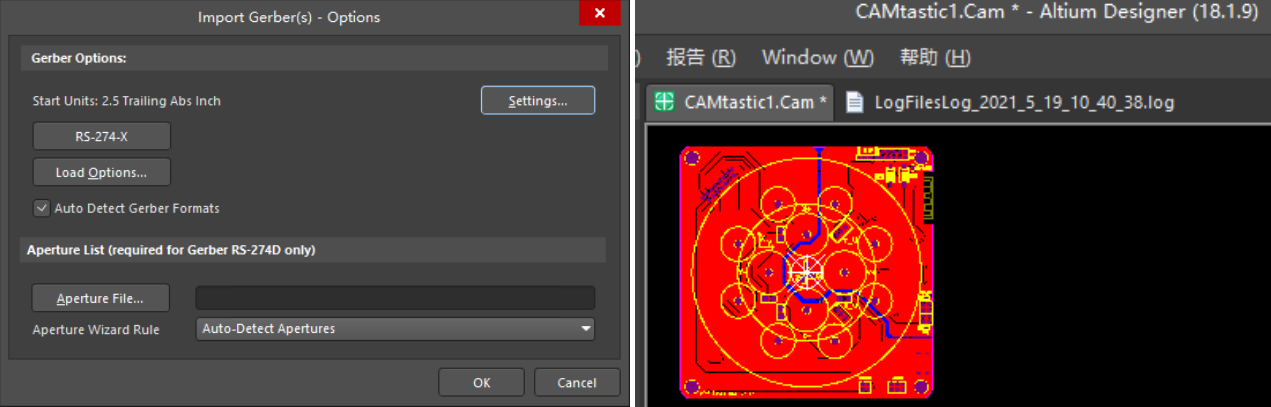 Import Gerber(s) - Options
Gerber Options:
Start Units: 2.5 Trailing Abs Inch
Settings...
RS-274-X
Load Options...
Auto Detect Gerber Formats
Aperture List (required for Gerber RS-274D only)
Aperture File...
Aperture Wizard Rule
Auto-Detect Apertures
OK
Cancel
CAMtastic1.Cam * - Altium Designer (18.1.9)
) 报告 (R) Window (W) 帮助 (H)
CAMtastic1.Cam * LogFilesLog_2021_5_19_10_40_38.log